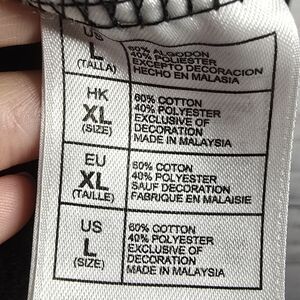 US
L
(TALLA)
60% ALGODON
40% POLIESTER
EXCEPTO DECORACION
HECHO EN MALASIA
HK
XL
(SIZE)
60% COTTON
40% POLYESTER
EXCLUSIVE OF
DECORATION
MADE IN MALAYSIA
EU
XL
(TAILLE)
60% COTON
40% POLYESTER
SAUF DECORATION
FABRIQUE EN MALAISIE
US
L
(SIZE)
60% COTTON
40% POLYESTER
EXCLUSIVE OF
DECORATION
MADE IN MALAYSIA